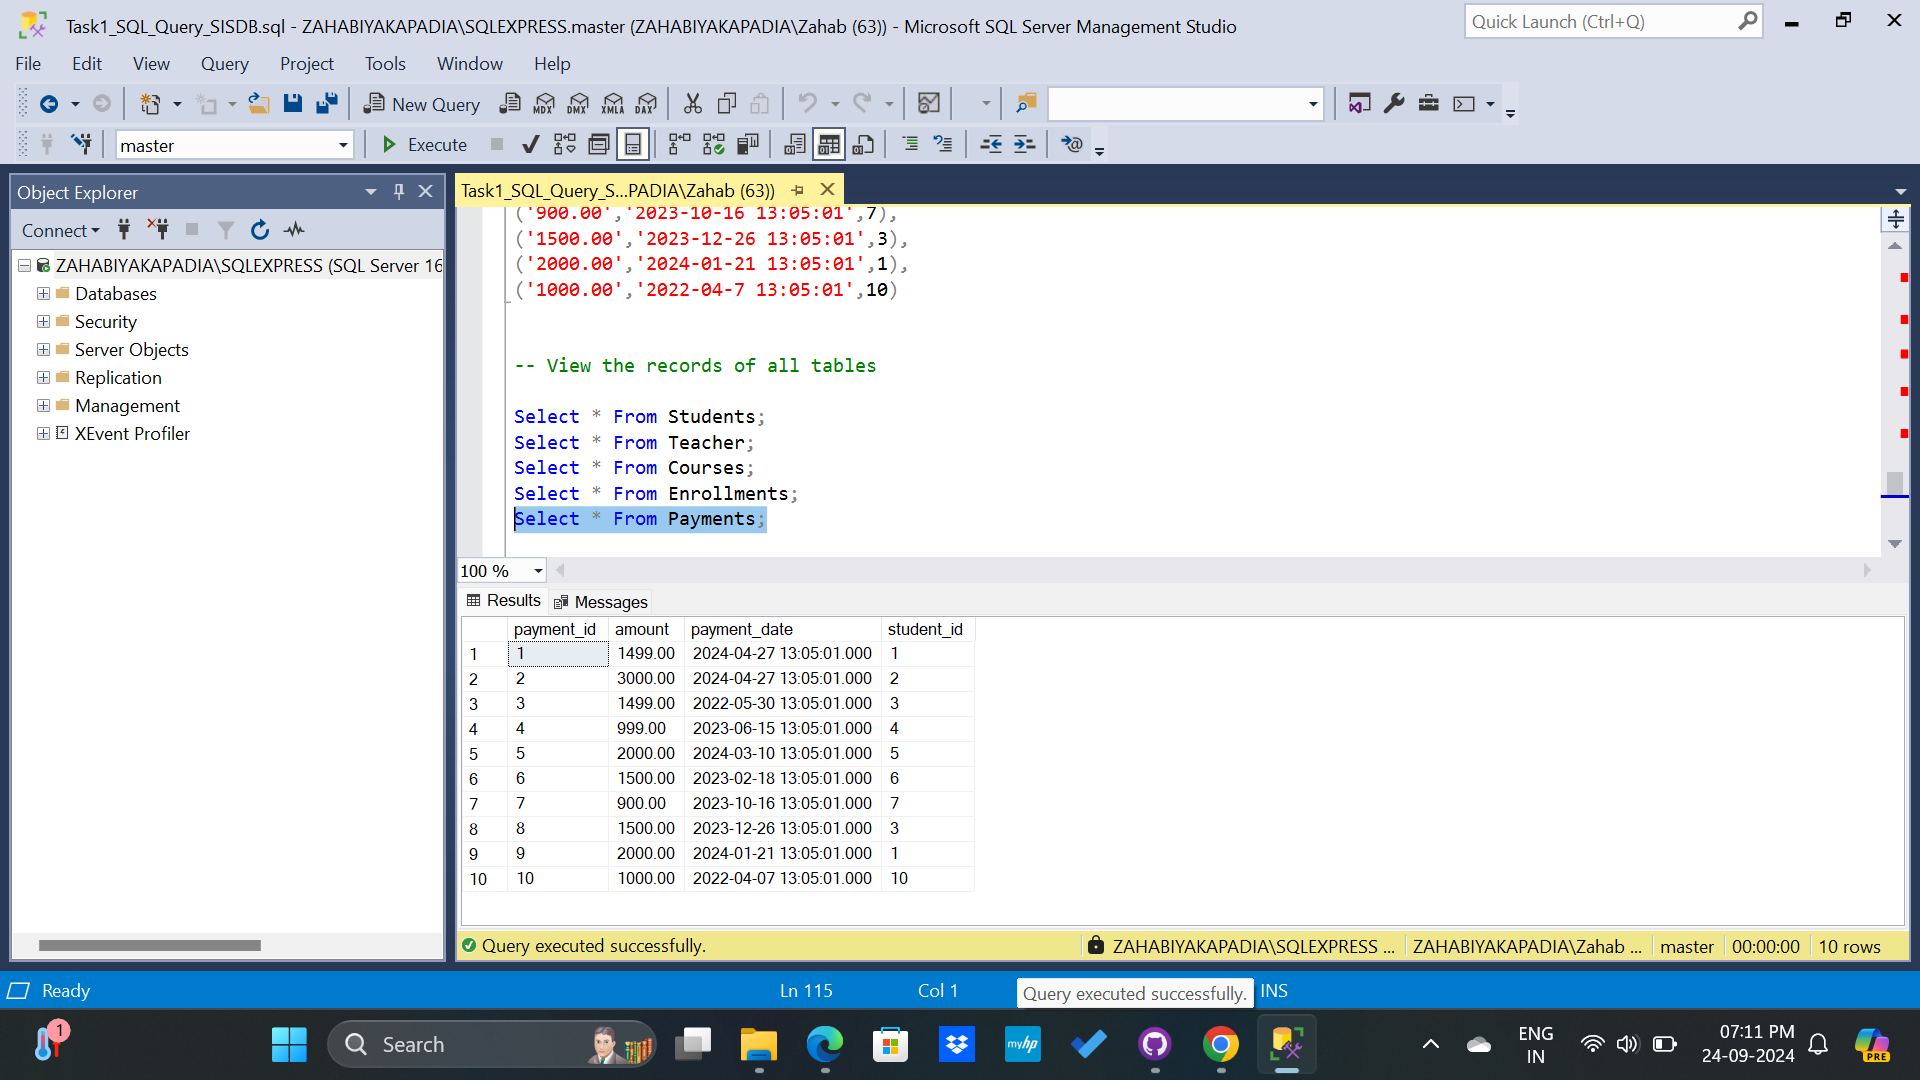 Task1_SQL_Query_SISDB.sql - ZAHABIYAKAPADIA\SQLEXPRESS.master (ZAHABIYAKAPADIA\Zahab (63)) - Microsoft SQL Server Management Studio
Quick Launch (Ctrl+Q)
File Edit View Query Project Tools Window Help
New Query MDX DMX XMLA DAX
master Execute
Object Explorer
Connect
ZAHABIYAKAPADIA\SQLEXPRESS (SQL Server 16
Databases
Security
Server Objects
Replication
Management
XEvent Profiler
Task1_SQL_Query_S...PADIA\Zahab (63))
('900.00','2023-10-16 13:05:01',7),
('1500.00','2023-12-26 13:05:01',3),
('2000.00','2024-01-21 13:05:01',1),
('1000.00','2022-04-7 13:05:01',10)
-- View the records of all tables
Select * From Students;
Select * From Teacher;
Select * From Courses;
Select * From Enrollments;
Select * From Payments;
100 %
Results Messages
payment_id amount payment_date student_id
1 1 1499.00 2024-04-27 13:05:01.000 1
2 2 3000.00 2024-04-27 13:05:01.000 2
3 3 1499.00 2022-05-30 13:05:01.000 3
4 4 999.00 2023-06-15 13:05:01.000 4
5 5 2000.00 2024-03-10 13:05:01.000 5
6 6 1500.00 2023-02-18 13:05:01.000 6
7 7 900.00 2023-10-16 13:05:01.000 7
8 8 1500.00 2023-12-26 13:05:01.000 3
9 9 2000.00 2024-01-21 13:05:01.000 1
10 10 1000.00 2022-04-07 13:05:01.000 10
Query executed successfully. ZAHABIYAKAPADIA\SQLEXPRESS ... ZAHABIYAKAPADIA\Zahab ... master 00:00:00 10 rows
Ready Ln 115 Col 1 Query executed successfully. INS
1 Search myhp ENG IN 07:11 PM 24-09-2024 PRE